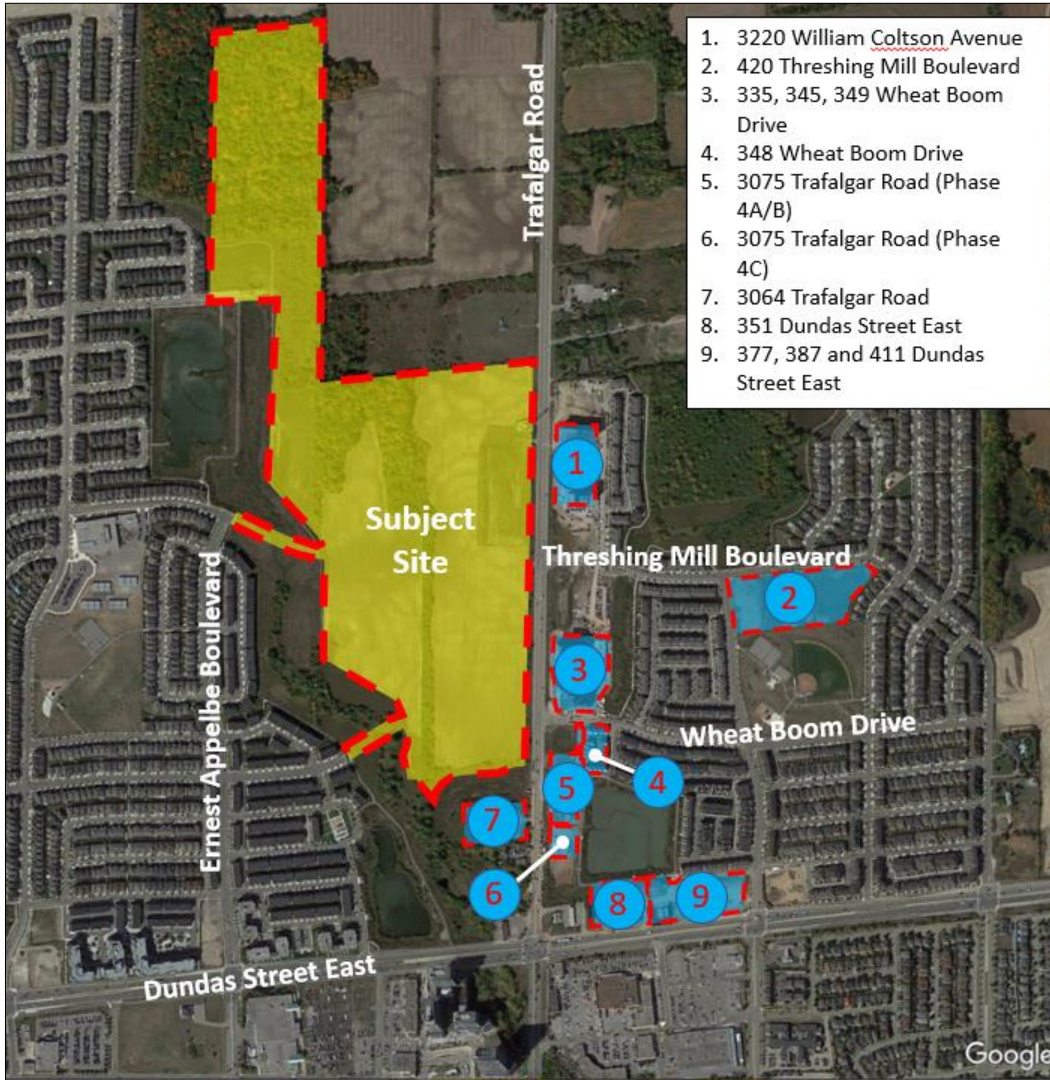 1. 3220 William Coltson Avenue
2. 420 Threshing Mill Boulevard
3. 335, 345, 349 Wheat Boom
Drive
4. 348 Wheat Boom Drive
5. 3075 Trafalgar Road (Phase
4A/B)
6. 3075 Trafalgar Road (Phase
4C)
7. 3064 Trafalgar Road
8. 351 Dundas Street East
9. 377, 387 and 411 Dundas
Street East
Trafalgar Road
1
Subject
Site
Threshing Mill Boulevard
2
Ernest Appelbe Boulevard
3
Wheat Boom Drive
4
5
7
6
8
9
Dundas Street East
Google